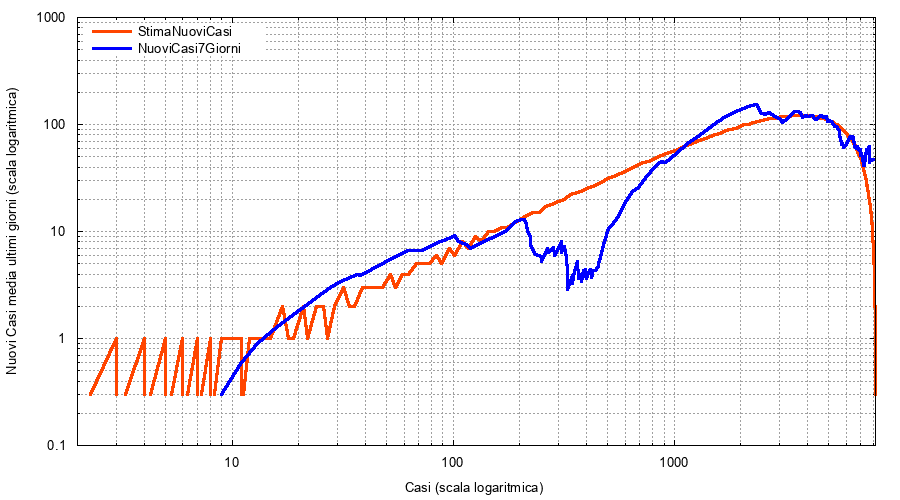 1000
StimaNuoviCasi
NuoviCasi7Giorni
100
10
1
0.1
10
100
1000
Nuovi Casi media ultimi giorni (scala logaritmica)
Casi (scala logaritmica)